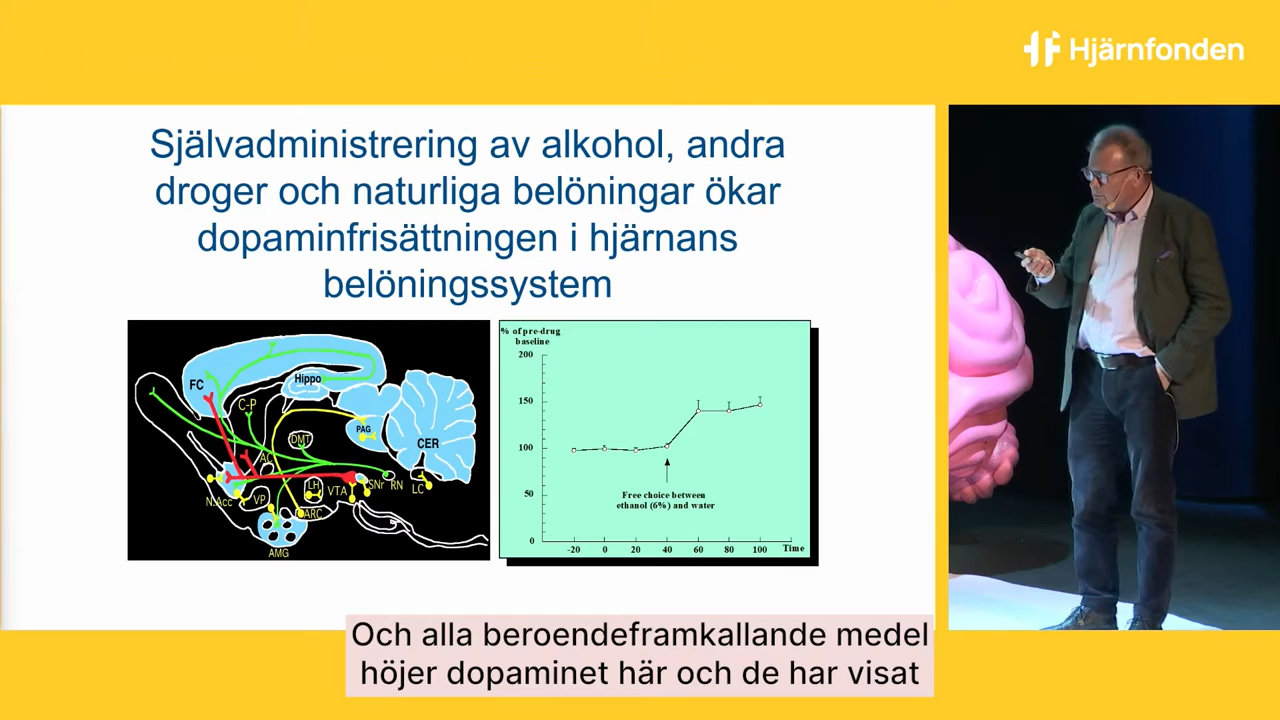 Hjärnfonden
Självadministrering av alkohol, andra
droger och naturliga belöningar ökar
dopaminfrisättningen i hjärnans
belöningssystem
FC
Hippo
C-P
PAG
DMT
CER
AC
N.Acc
VP
LH
VTA
SNr
RN
LC
ARC
AMG
% of pre-drug
baseline
200
150
100
50
0
Free choice between
ethanol (6%) and water
-20 0 20 40 60 80 100 Time
Och alla beroendeframkallande medel
höjer dopaminet här och de har visat